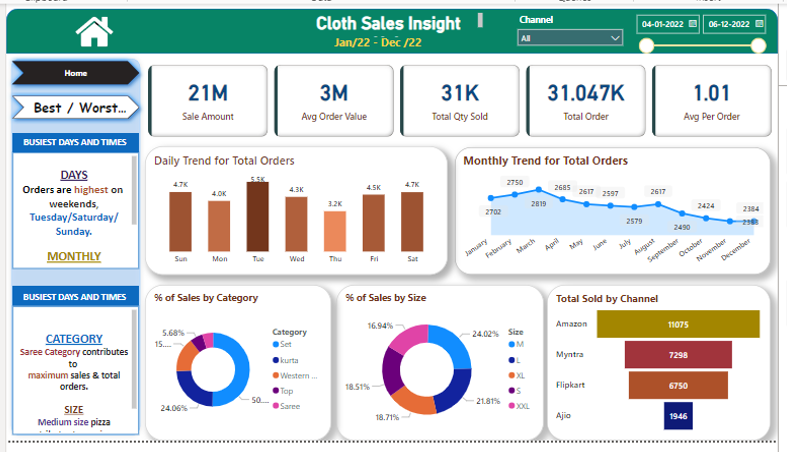 Cloth Sales Insight
Jan/22 - Dec /22
Channel
All
04-01-2022
06-12-2022
Home
Best / Worst...
BUSIEST DAYS AND TIMES
DAYS
Orders are highest on
weekends,
Tuesday/Saturday/
Sunday.
MONTHLY
BUSIEST DAYS AND TIMES
CATEGORY
Saree Category contributes
to
maximum sales & total
orders.
SIZE
Medium size pizza
21M
Sale Amount
3M
Avg Order Value
31K
Total Qty Sold
31.047K
Total Order
1.01
Avg Per Order
Daily Trend for Total Orders
4.7K
4.0K
5.5K
4.3K
3.2K
4.5K
4.7K
Sun
Mon
Tue
Wed
Thu
Fri
Sat
Monthly Trend for Total Orders
2702
2750
2819
2685
2617
2597
2579
2617
2490
2424
2384
January
February
March
April
May
June
July
August
September
October
November
December
% of Sales by Category
5.68%
15....
24.06%
50...
Category
Set
kurta
Western ...
Top
Saree
% of Sales by Size
16.94%
24.02%
18.51%
21.81%
18.71%
Size
M
L
XL
S
XXL
Total Sold by Channel
Amazon
11075
Myntra
7298
Flipkart
6750
Ajio
1946